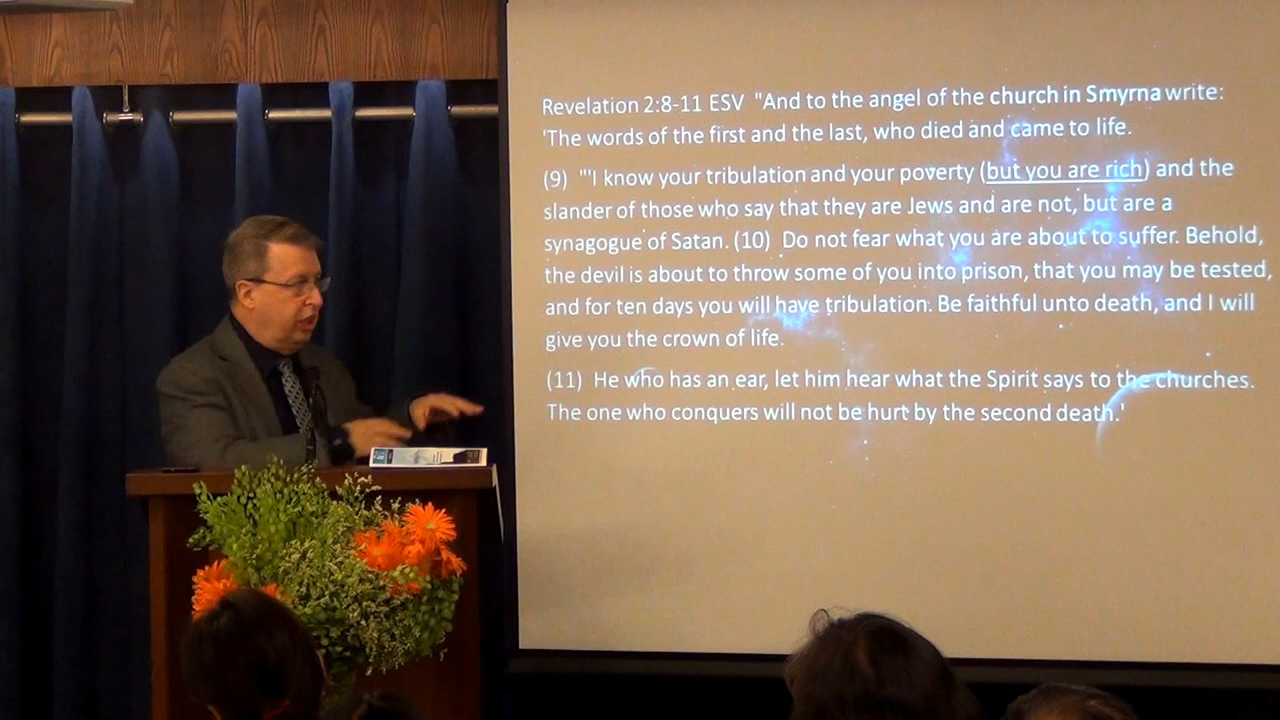 Revelation 2:8-11 ESV "And to the angel of the church in Smyrna write:
'The words of the first and the last, who died and came to life.
(9) "'I know your tribulation and your poverty (but you are rich) and the
slander of those who say that they are Jews and are not, but are a
synagogue of Satan. (10) Do not fear what you are about to suffer. Behold,
the devil is about to throw some of you into prison, that you may be tested,
and for ten days you will have tribulation. Be faithful unto death, and I will
give you the crown of life.
(11) He who has an ear, let him hear what the Spirit says to the churches.
The one who conquers will not be hurt by the second death.'